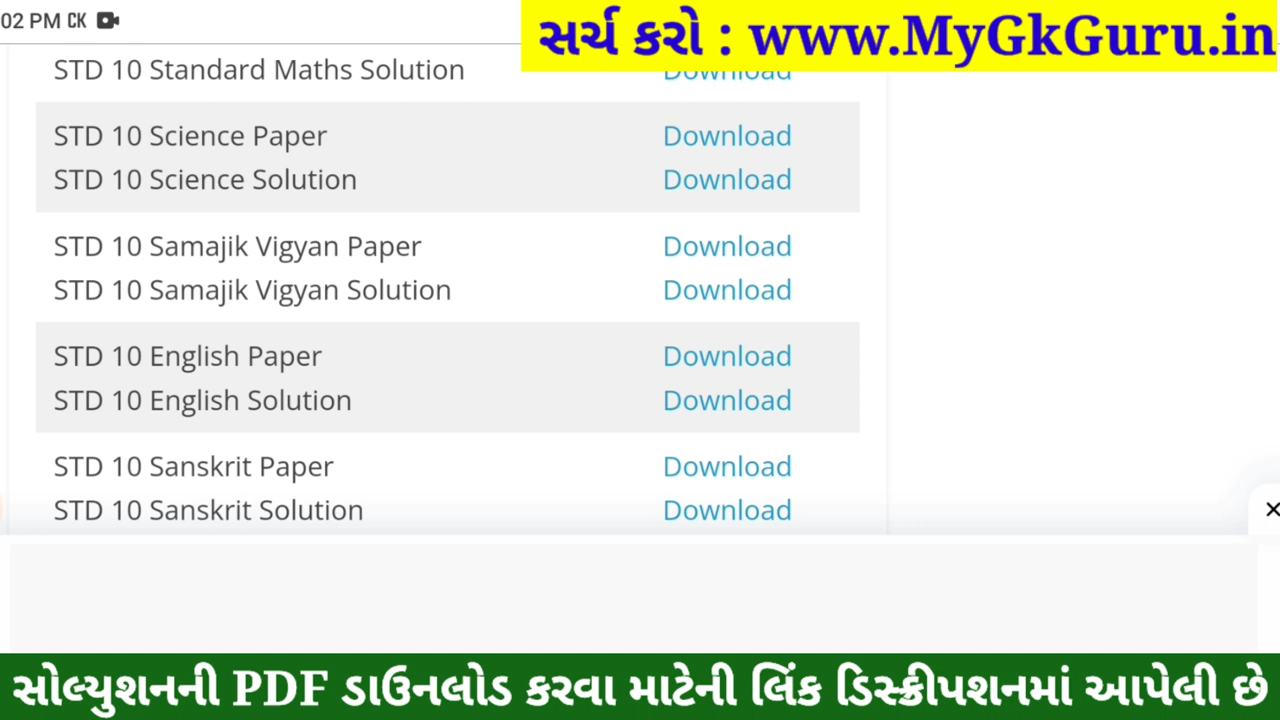 02 PM CK
સર્ચ કરો : www.MyGkGuru.in
STD 10 Standard Maths Solution Download
STD 10 Science Paper Download
STD 10 Science Solution Download
STD 10 Samajik Vigyan Paper Download
STD 10 Samajik Vigyan Solution Download
STD 10 English Paper Download
STD 10 English Solution Download
STD 10 Sanskrit Paper Download
STD 10 Sanskrit Solution Download
સોલ્યુશનની PDF ડાઉનલોડ કરવા માટેની લિંક ડિસ્ક્રીપશનમાં આપેલી છે